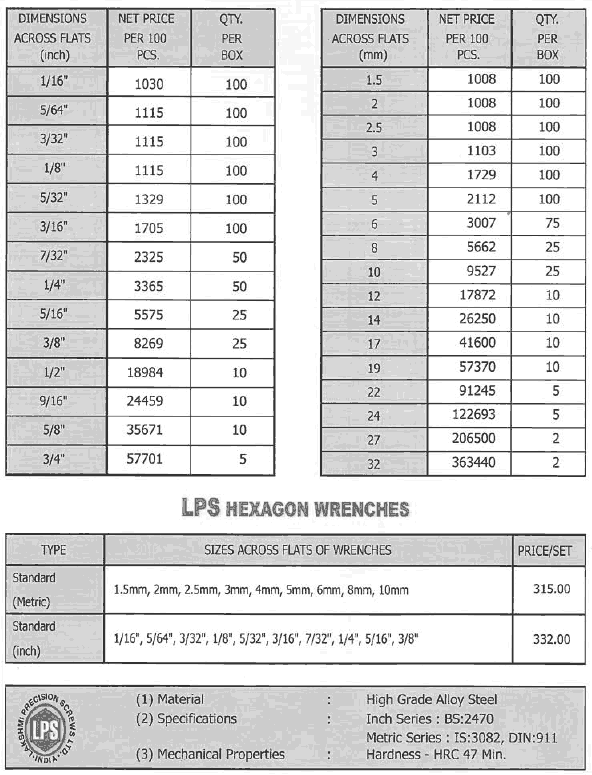 DIMENSIONS ACROSS FLATS (inch) NET PRICE PER 100 PCS. QTY. PER BOX
1/16" 1030 100
5/64" 1115 100
3/32" 1115 100
1/8" 1115 100
5/32" 1329 100
3/16" 1705 100
7/32" 2325 50
1/4" 3365 50
5/16" 5575 25
3/8" 8269 25
1/2" 18984 10
9/16" 24459 10
5/8" 35671 10
3/4" 57701 5
DIMENSIONS ACROSS FLATS (mm) NET PRICE PER 100 PCS. QTY. PER BOX
1.5 1008 100
2 1008 100
2.5 1008 100
3 1103 100
4 1729 100
5 2112 100
6 3007 75
8 5662 25
10 9527 25
12 17872 10
14 26250 10
17 41600 10
19 57370 10
22 91245 5
24 122693 5
27 206500 2
32 363440 2
LPS HEXAGON WRENCHES
TYPE SIZES ACROSS FLATS OF WRENCHES PRICE/SET
Standard (Metric) 1.5mm, 2mm, 2.5mm, 3mm, 4mm, 5mm, 6mm, 8mm, 10mm 315.00
Standard (inch) 1/16", 5/64", 3/32", 1/8", 5/32", 3/16", 7/32", 1/4", 5/16", 3/8" 332.00
LAKSHMI PRECISION SCREWS LTD. INDIA
LPS
(1) Material : High Grade Alloy Steel
(2) Specifications : Inch Series : BS:2470
Metric Series : IS:3082, DIN:911
(3) Mechanical Properties : Hardness - HRC 47 Min.